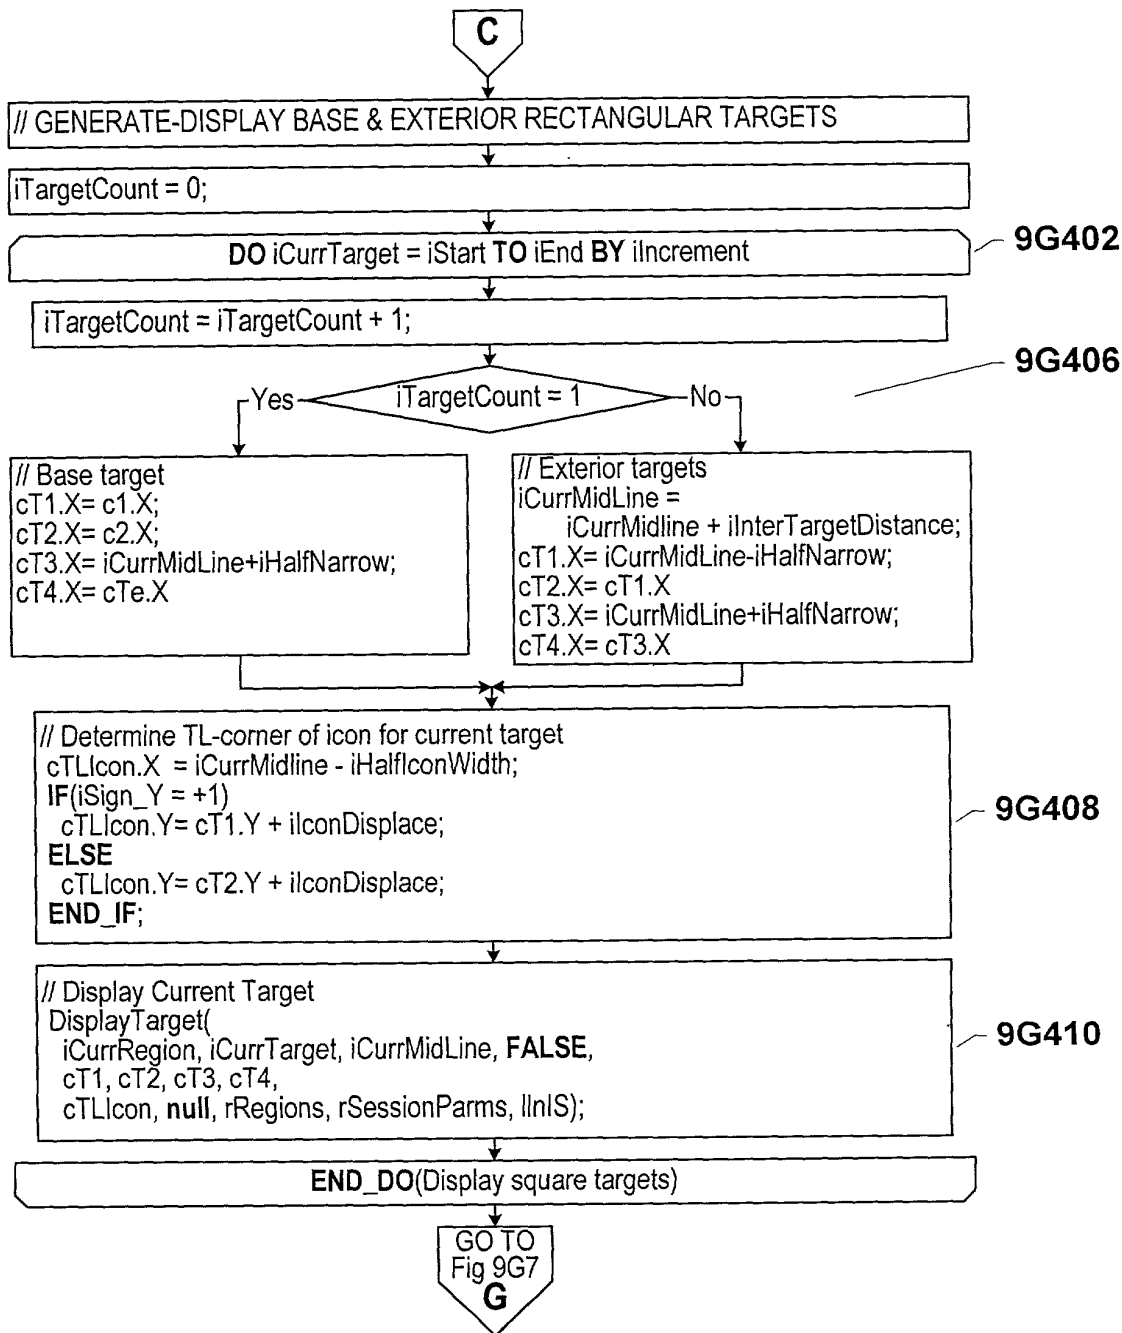 C
// GENERATE-DISPLAY BASE & EXTERIOR RECTANGULAR TARGETS
iTargetCount = 0;
DO iCurrTarget = iStart TO iEnd BY iIncrement
9G402
iTargetCount = iTargetCount + 1;
9G406
iTargetCount = 1
Yes
No
// Base target
cT1.X= c1.X;
cT2.X= c2.X;
cT3.X= iCurrMidLine+iHalfNarrow;
cT4.X= cTe.X
// Exterior targets
iCurrMidLine =
iCurrMidline + iInterTargetDistance;
cT1.X= iCurrMidLine-iHalfNarrow;
cT2.X= cT1.X
cT3.X= iCurrMidLine+iHalfNarrow;
cT4.X= cT3.X
// Determine TL-corner of icon for current target
cTLIcon.X = iCurrMidline - iHalfIconWidth;
IF(iSign_Y = +1)
cTLIcon.Y= cT1.Y + iIconDisplace;
ELSE
cTLIcon.Y= cT2.Y + iIconDisplace;
END_IF;
9G408
// Display Current Target
DisplayTarget(
iCurrRegion, iCurrTarget, iCurrMidLine, FALSE,
cT1, cT2, cT3, cT4,
cTLIcon, null, rRegions, rSessionParms, lInIS);
9G410
END_DO(Display square targets)
GO TO
Fig 9G7
G